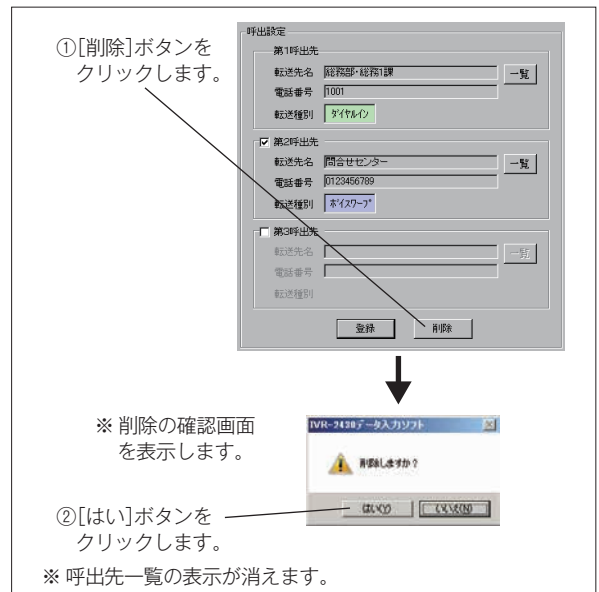 呼出設定
①[削除]ボタンを
クリックします。
第1呼出先
転送先名 総務部・総務1課 一覧
電話番号 1001
転送種別 ダイヤルイン
第2呼出先
転送先名 問合せセンター 一覧
電話番号 0123456789
転送種別 ボイスワープ
第3呼出先
転送先名 一覧
電話番号
転送種別
登録 削除
※ 削除の確認画面
を表示します。
IVR-2430データ入力ソフト
削除しますか?
はい(Y) いいえ(N)
②[はい]ボタンを
クリックします。
※ 呼出先一覧の表示が消えます。